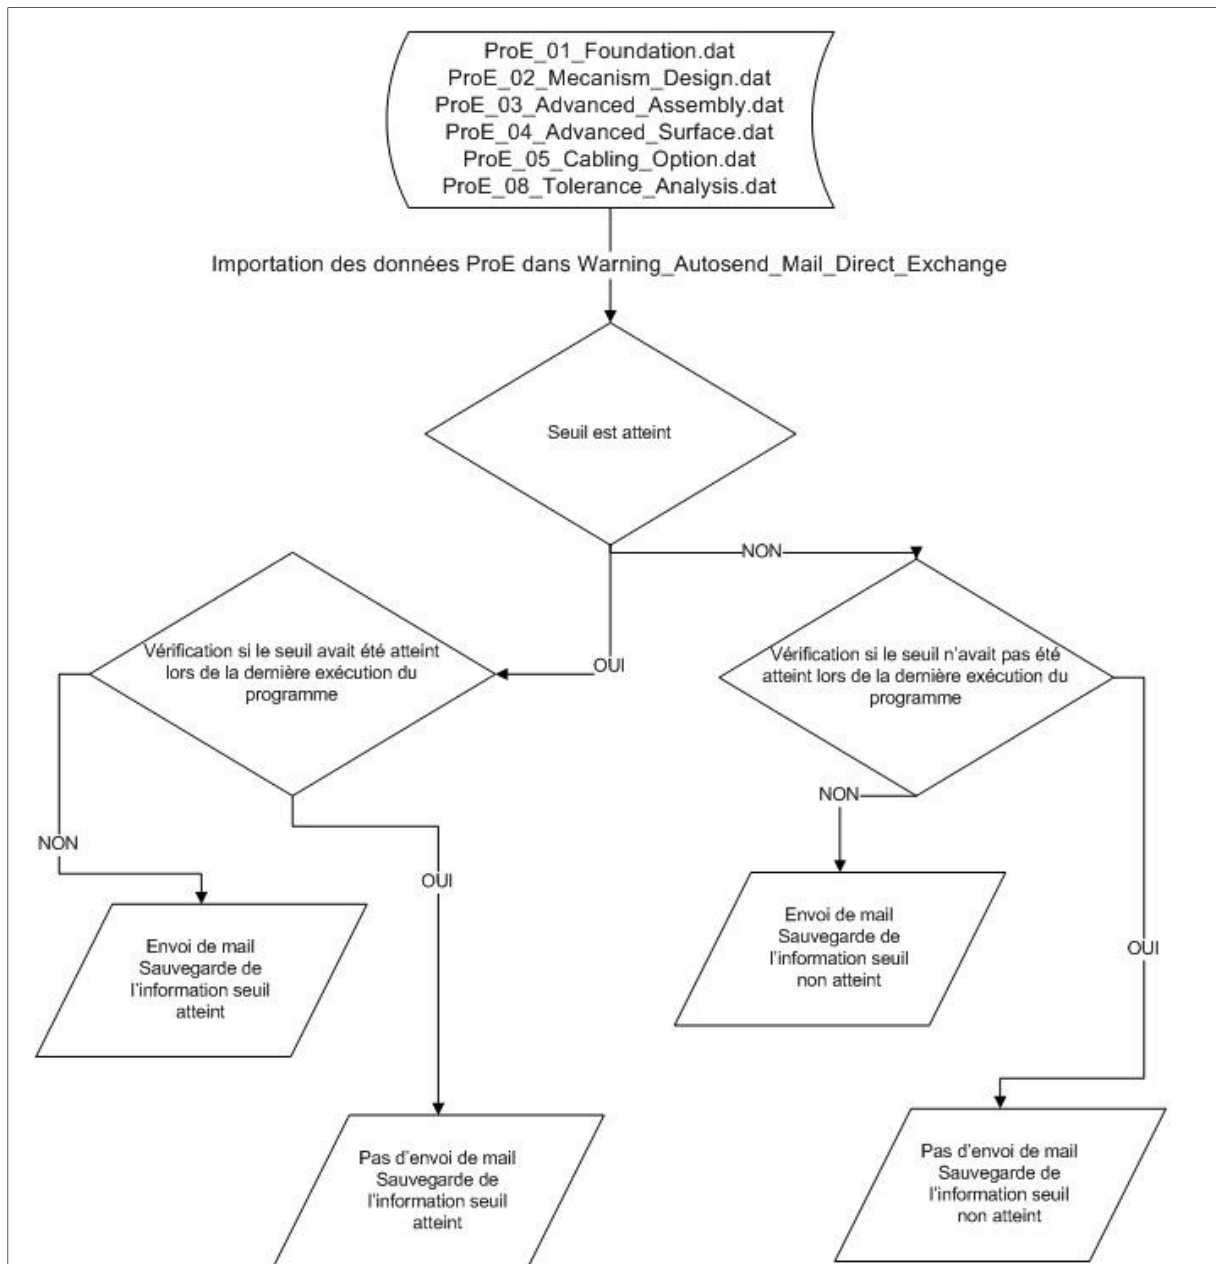 ProE_01_Foundation.dat
ProE_02_Mecanism_Design.dat
ProE_03_Advanced_Assembly.dat
ProE_04_Advanced_Surface.dat
ProE_05_Cabling_Option.dat
ProE_08_Tolerance_Analysis.dat
Importation des données ProE dans Warning_Autosend_Mail_Direct_Exchange
Seuil est atteint
NON
OUI
Vérification si le seuil avait été atteint
lors de la dernière exécution du
programme
Vérification si le seuil n'avait pas été
atteint lors de la dernière exécution du
programme
NON
OUI
NON
OUI
Envoi de mail
Sauvegarde de
l'information seuil
atteint
Envoi de mail
Sauvegarde de
l'information seuil
non atteint
Pas d'envoi de mail
Sauvegarde de
l'information seuil
atteint
Pas d'envoi de mail
Sauvegarde de
l'information seuil
non atteint